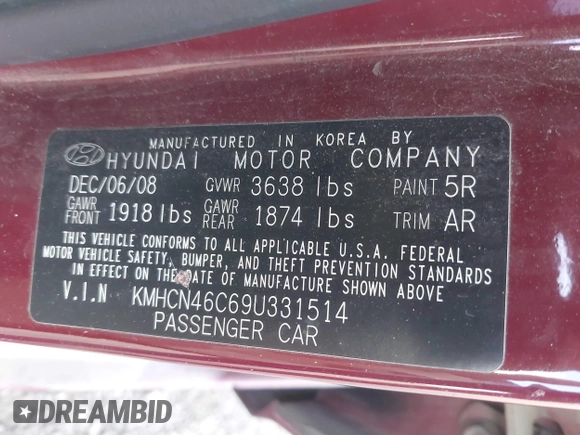 MANUFACTURED IN KOREA BY
HYUNDAI MOTOR COMPANY
DEC/06/08 GVWR 3638 lbs PAINT 5R
GAWR FRONT 1918 lbs GAWR REAR 1874 lbs TRIM AR
THIS VEHICLE CONFORMS TO ALL APPLICABLE U.S.A. FEDERAL
MOTOR VEHICLE SAFETY, BUMPER, AND THEFT PREVENTION STANDARDS
IN EFFECT ON THE DATE OF MANUFACTURE SHOWN ABOVE
V.I.N KMHCN46C69U331514
PASSENGER CAR
DREAMBID